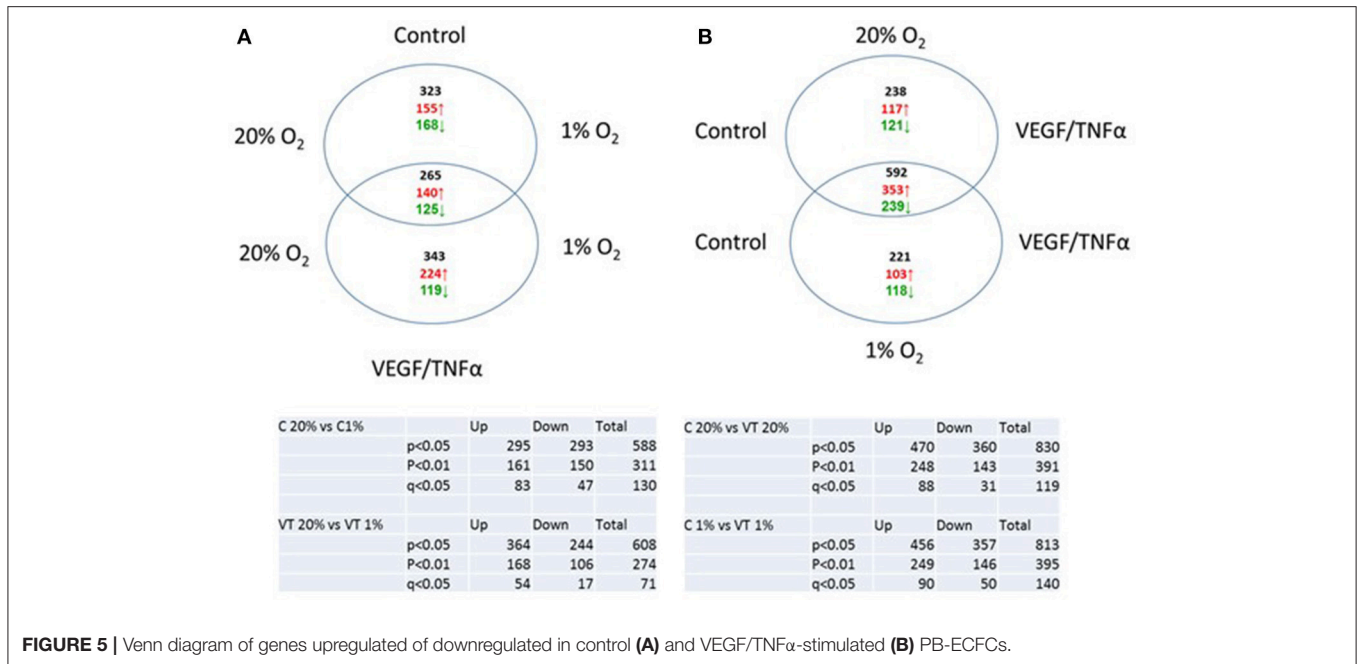 A
Control
323
155↑
168↓
20% O₂
1% O₂
265
140↑
125↓
20% O₂
1% O₂
343
224↑
119↓
VEGF/TNFα
B
20% O₂
238
117↑
121↓
Control
VEGF/TNFα
592
353↑
239↓
Control
VEGF/TNFα
221
103↑
118↓
1% O₂
C 20% vs C1% Up Down Total
p<0.05 295 293 588
P<0.01 161 150 311
q<0.05 83 47 130
VT 20% vs VT 1% Up Down Total
p<0.05 364 244 608
P<0.01 168 106 274
q<0.05 54 17 71
C 20% vs VT 20% Up Down Total
p<0.05 470 360 830
P<0.01 248 143 391
q<0.05 88 31 119
C 1% vs VT 1% Up Down Total
p<0.05 456 357 813
P<0.01 249 146 395
q<0.05 90 50 140
FIGURE 5 | Venn diagram of genes upregulated of downregulated in control (A) and VEGF/TNFα-stimulated (B) PB-ECFCs.